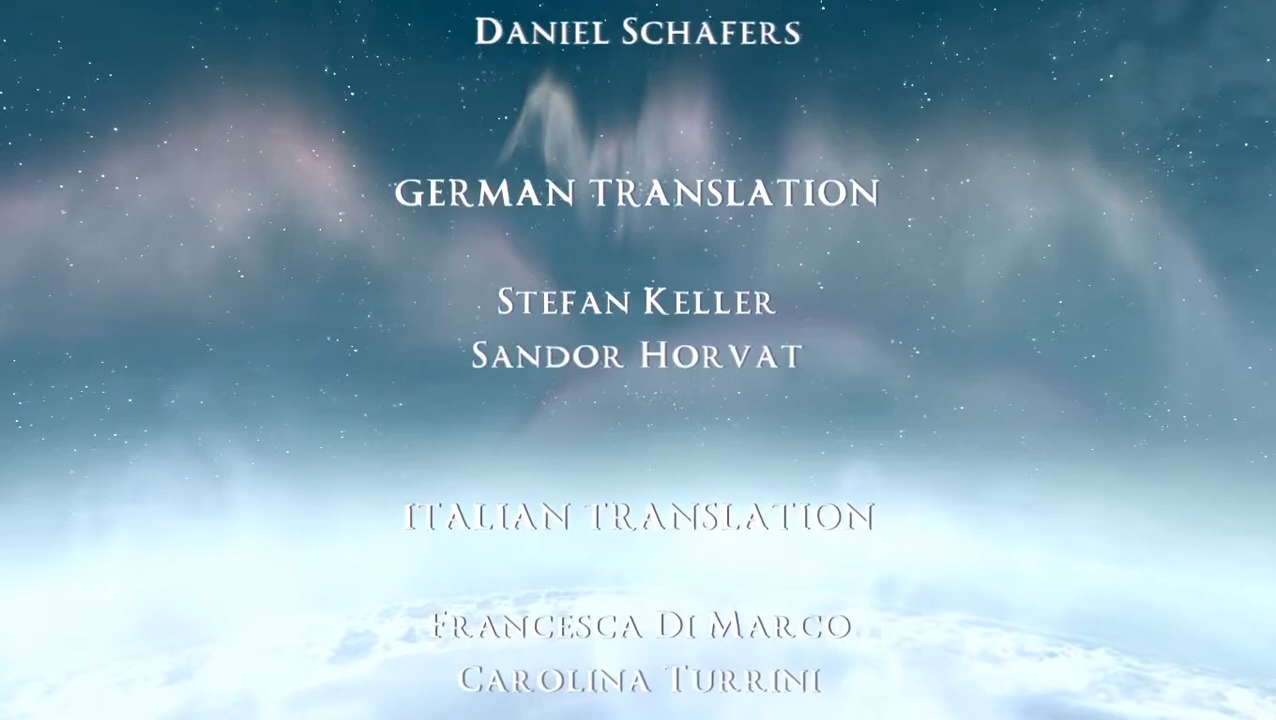 Daniel Schafers
GERMAN TRANSLATION
Stefan Keller
Sandor Horvat
ITALIAN TRANSLATION
Francesca Di Marco
Carolina Turrini